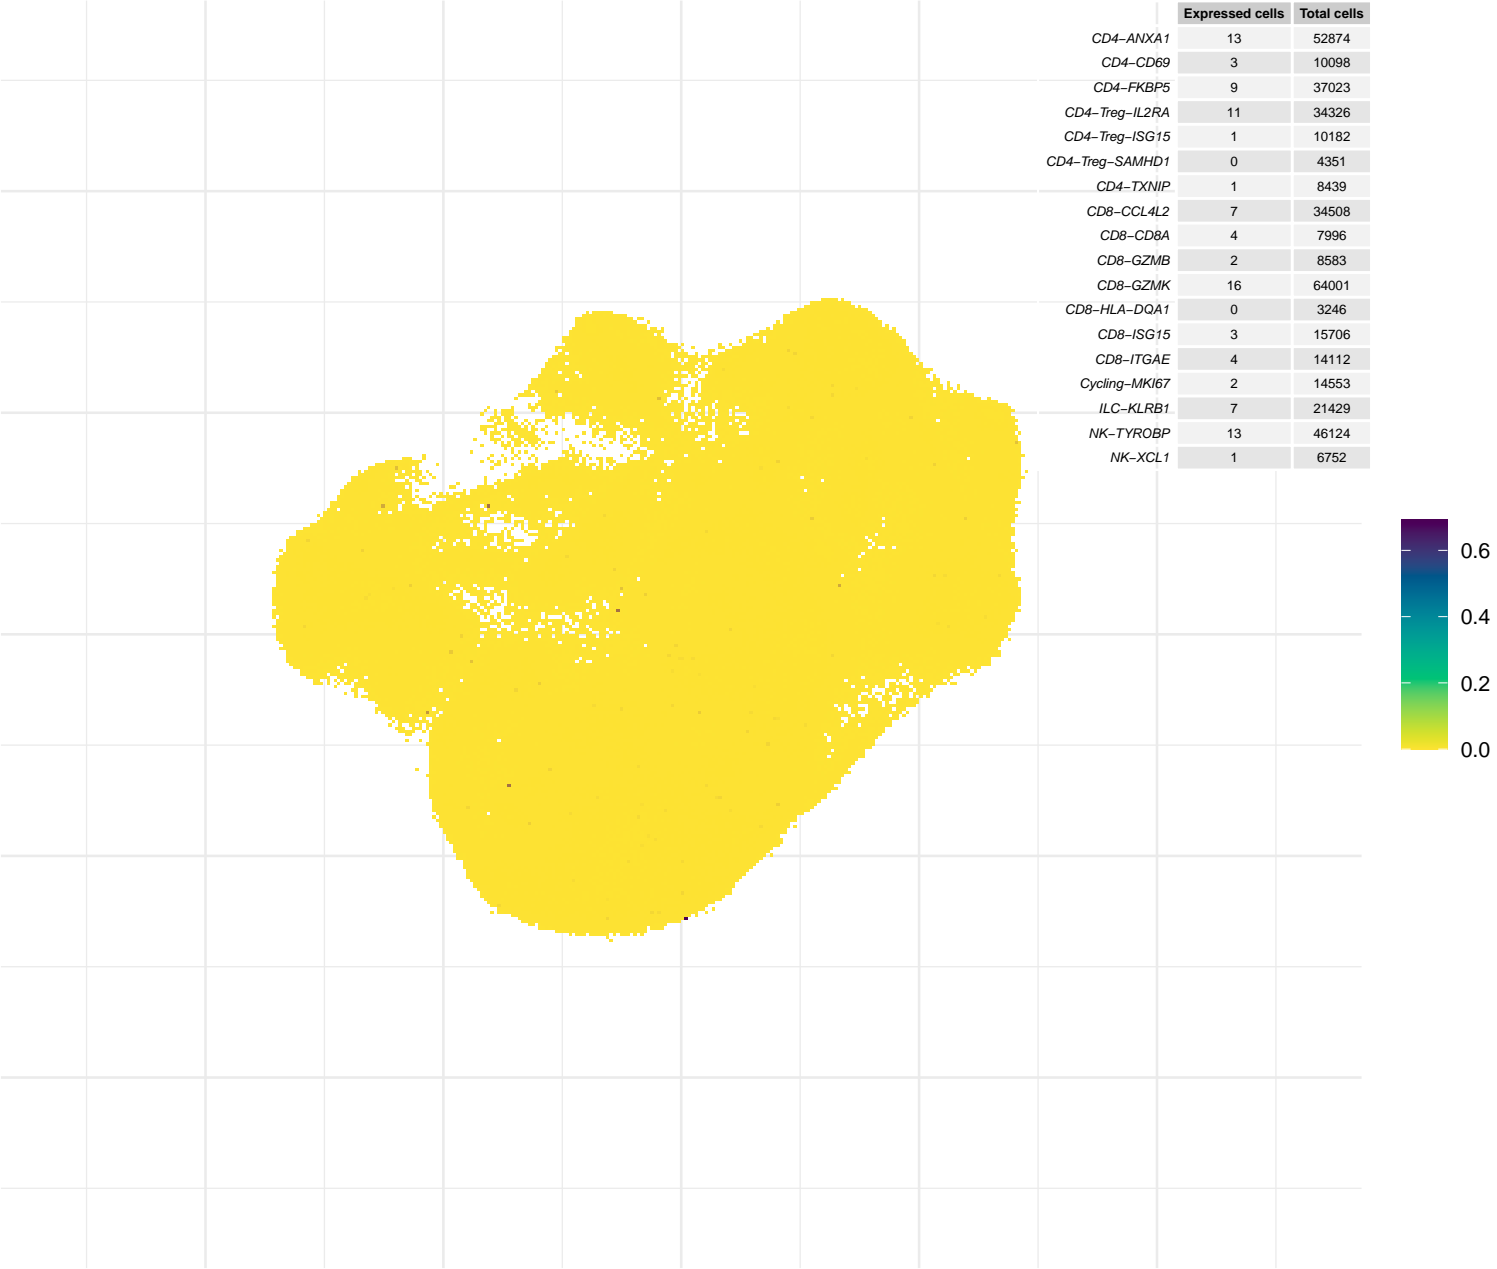 Expressed cells Total cells
CD4−ANXA1 13 52874
CD4−CD69 3 10098
CD4−FKBP5 9 37023
CD4−Treg−IL2RA 11 34326
CD4−Treg−ISG15 1 10182
CD4−Treg−SAMHD1 0 4351
CD4−TXNIP 1 8439
CD8−CCL4L2 7 34508
CD8−CD8A 4 7996
CD8−GZMB 2 8583
CD8−GZMK 16 64001
CD8−HLA−DQA1 0 3246
CD8−ISG15 3 15706
CD8−ITGAE 4 14112
Cycling−MKI67 2 14553
ILC−KLRB1 7 21429
NK−TYROBP 13 46124
NK−XCL1 1 6752
0.6
0.4
0.2
0.0